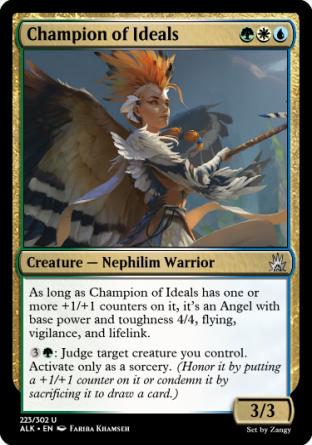 Champion of Ideals
Creature — Nephilim Warrior
As long as Champion of Ideals has one or
more +1/+1 counters on it, it's an Angel with
base power and toughness 4/4, flying,
vigilance, and lifelink.
3: Judge target creature you control.
Activate only as a sorcery. (Honor it by putting
a +1/+1 counter on it or condemn it by
sacrificing it to draw a card.)
3/3
223/302 U
ALK • EN Fariba Khamseh
Set by Zangy